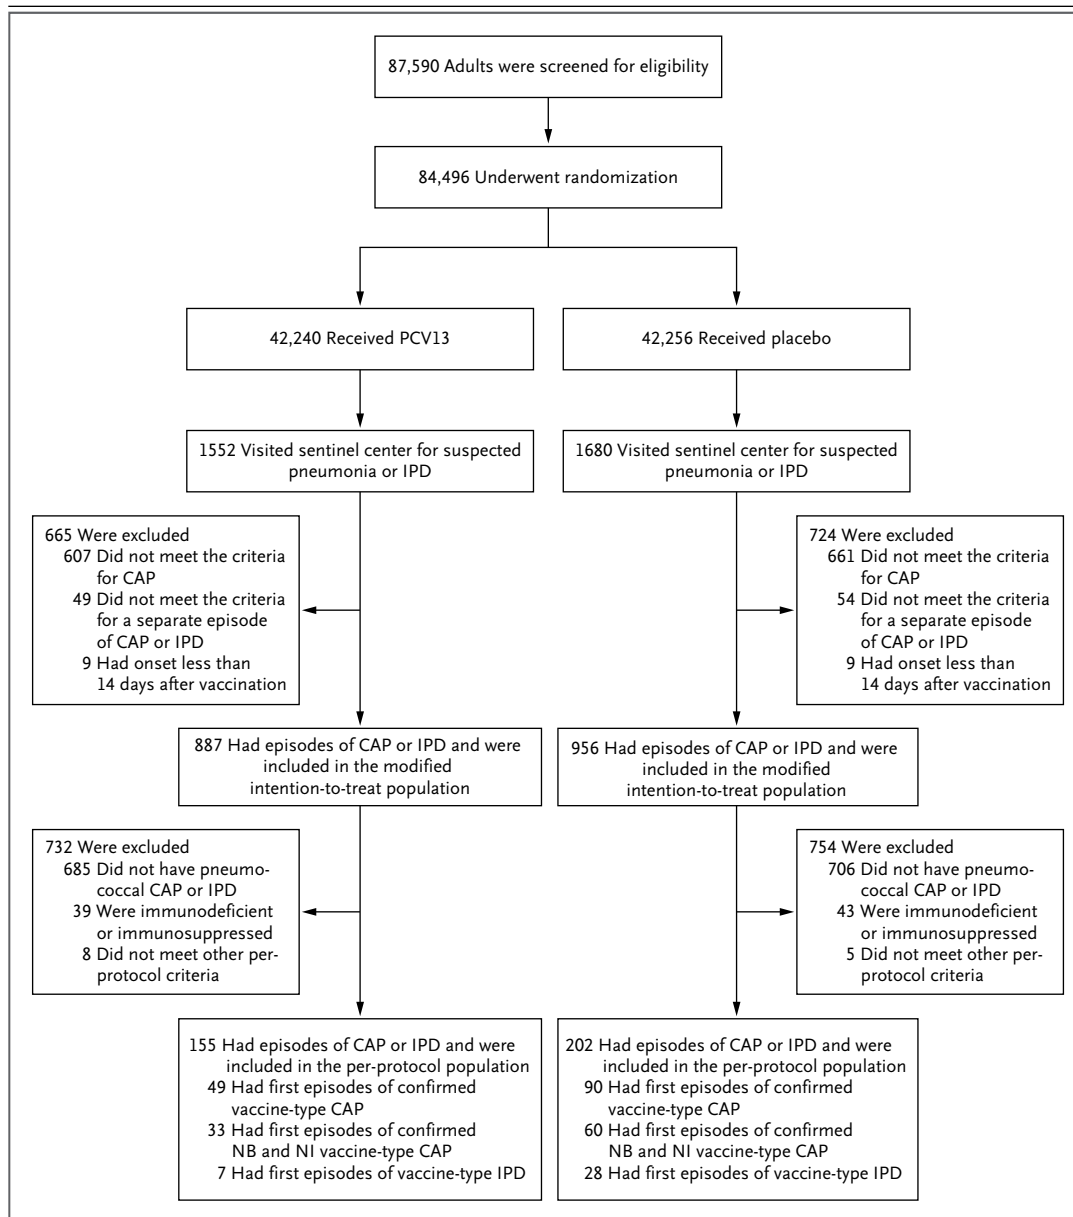 87,590 Adults were screened for eligibility
84,496 Underwent randomization
42,240 Received PCV13
42,256 Received placebo
1552 Visited sentinel center for suspected
pneumonia or IPD
1680 Visited sentinel center for suspected
pneumonia or IPD
665 Were excluded
607 Did not meet the criteria
for CAP
49 Did not meet the criteria
for a separate episode
of CAP or IPD
9 Had onset less than
14 days after vaccination
724 Were excluded
661 Did not meet the criteria
for CAP
54 Did not meet the criteria
for a separate episode
of CAP or IPD
9 Had onset less than
14 days after vaccination
887 Had episodes of CAP or IPD and were
included in the modified
intention-to-treat population
956 Had episodes of CAP or IPD and were
included in the modified
intention-to-treat population
732 Were excluded
685 Did not have pneumo-
coccal CAP or IPD
39 Were immunodeficient
or immunosuppressed
8 Did not meet other per-
protocol criteria
754 Were excluded
706 Did not have pneumo-
coccal CAP or IPD
43 Were immunodeficient
or immunosuppressed
5 Did not meet other per-
protocol criteria
155 Had episodes of CAP or IPD and were
included in the per-protocol population
49 Had first episodes of confirmed
vaccine-type CAP
33 Had first episodes of confirmed
NB and NI vaccine-type CAP
7 Had first episodes of vaccine-type IPD
202 Had episodes of CAP or IPD and were
included in the per-protocol population
90 Had first episodes of confirmed
vaccine-type CAP
60 Had first episodes of confirmed
NB and NI vaccine-type CAP
28 Had first episodes of vaccine-type IPD